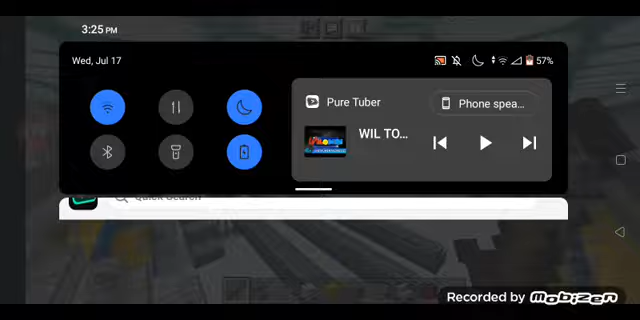 3:25 PM
Wed, Jul 17
57%
Pure Tuber
Phone spea...
WIL TO...
Quick Search
Recorded by Mobizen